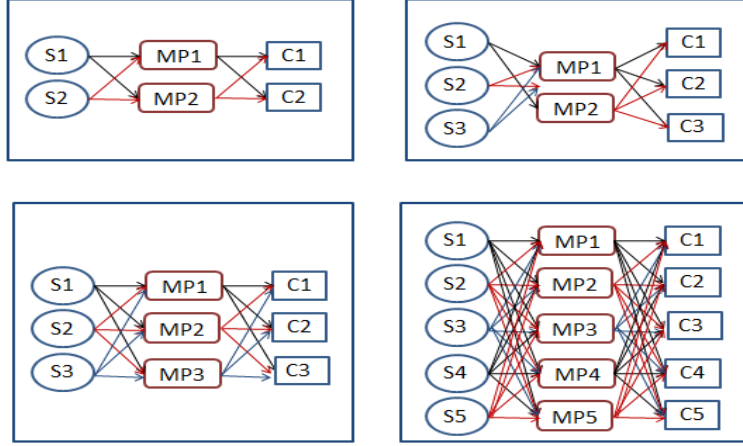 S1 MP1 C1
S2 MP2 C2
S1 C1
MP1
S2 C2
MP2
S3 C3
S1 MP1 C1
S2 MP2 C2
S3 MP3 C3
S1 MP1 C1
S2 MP2 C2
S3 MP3 C3
S4 MP4 C4
S5 MP5 C5